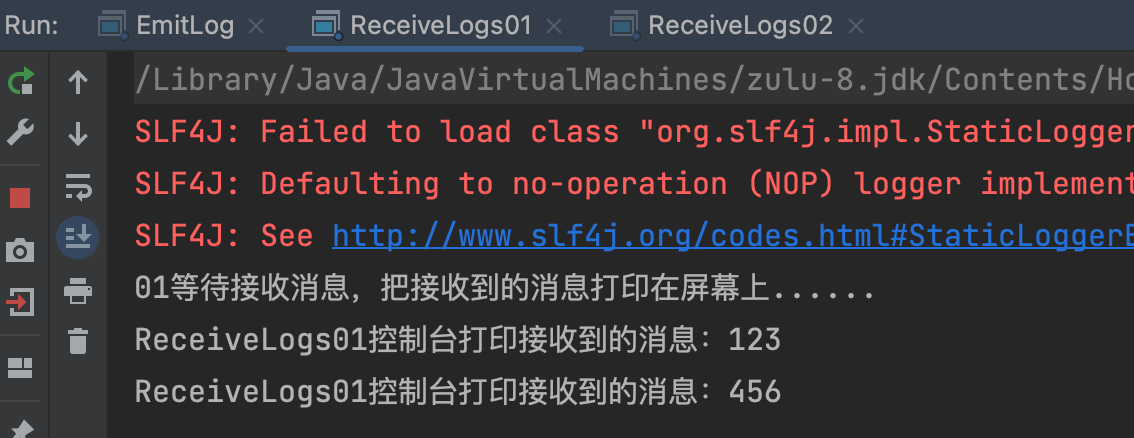 Run: EmitLog ReceiveLogs01 ReceiveLogs02
/Library/Java/JavaVirtualMachines/zulu-8.jdk/Contents/Ho
SLF4J: Failed to load class "org.slf4j.impl.StaticLogger
SLF4J: Defaulting to no-operation (NOP) logger implement
SLF4J: See http://www.slf4j.org/codes.html#StaticLoggerB
01等待接收消息，把接收到的消息打印在屏幕上......
ReceiveLogs01控制台打印接收到的消息：123
ReceiveLogs01控制台打印接收到的消息：456